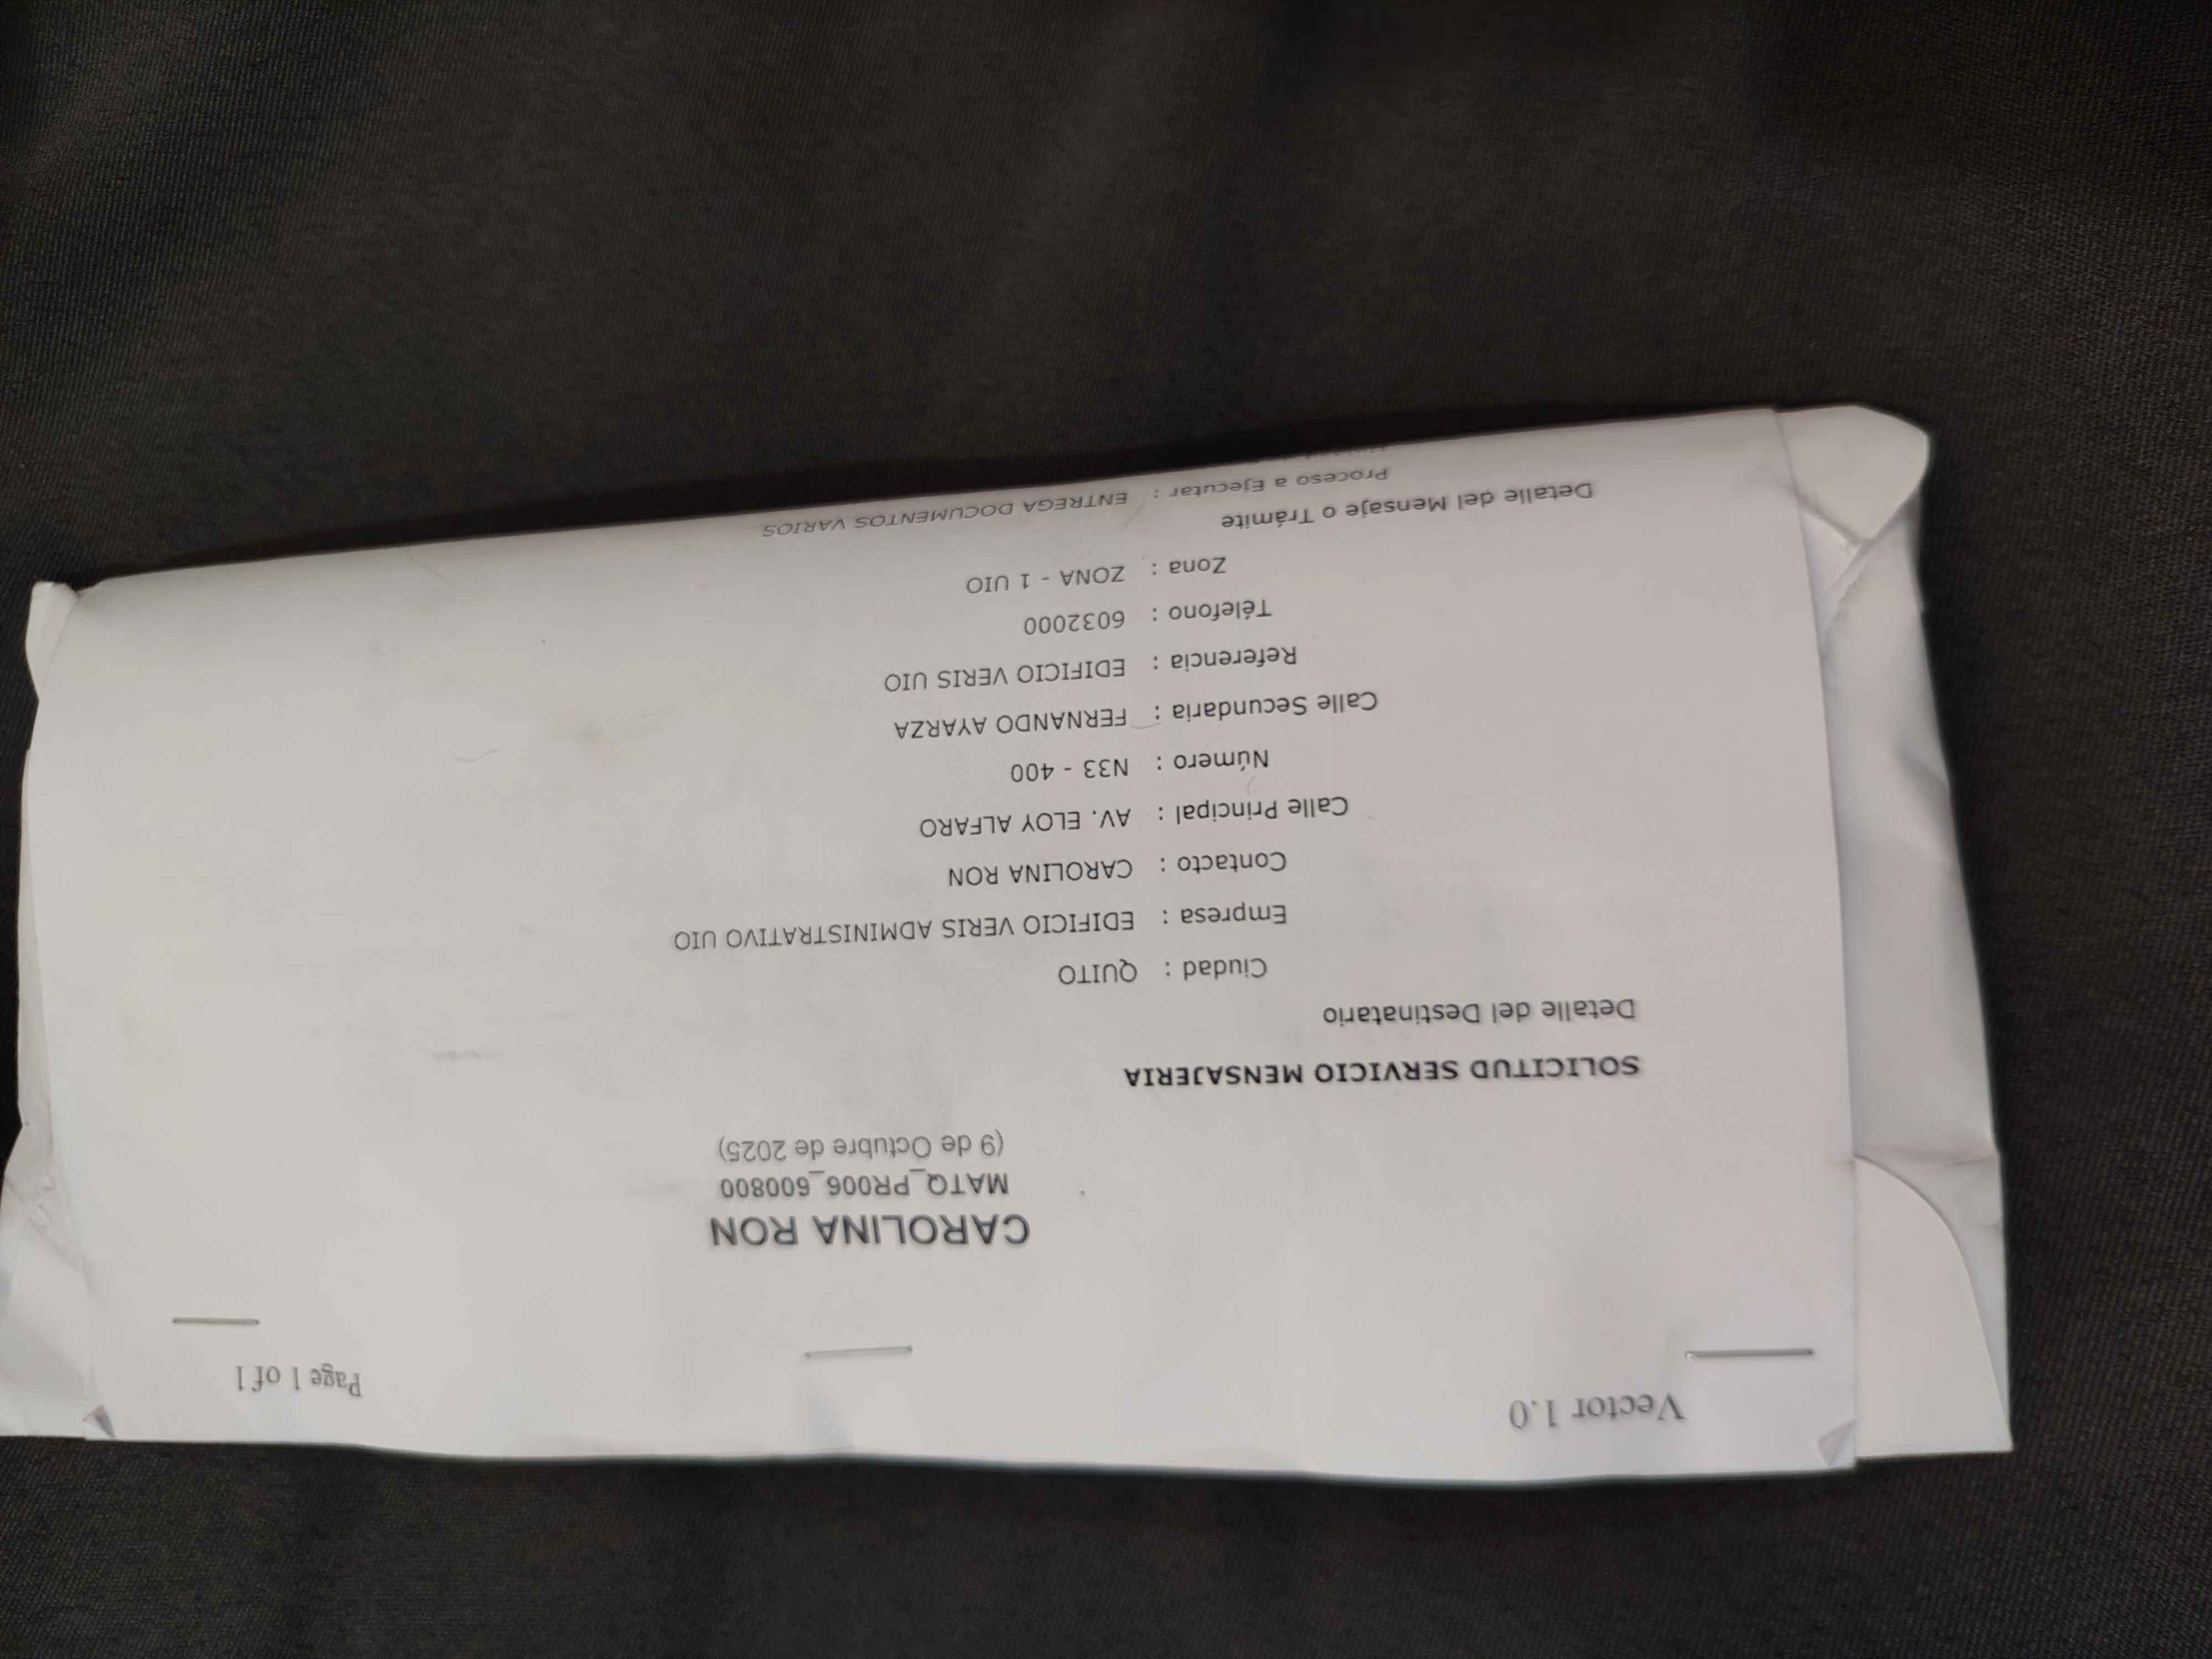 Vector 1.0
Page 1 of 1
CAROLINA RON
MATQ_PR006_600800
(9 de Octubre de 2025)
SOLICITUD SERVICIO MENSAJERIA
Detalle del Destinatario
Ciudad : QUITO
Empresa : EDIFICIO VERIS ADMINISTRATIVO UIO
Contacto : CAROLINA RON
Calle Principal : AV. ELOY ALFARO
Número : N33 - 400
Calle Secundaria : FERNANDO AYARZA
Referencia : EDIFICIO VERIS UIO
Télefono : 6032000
Zona : ZONA - 1 UIO
Detalle del Mensaje o Trámite
Proceso a Ejecutar : ENTREGA DOCUMENTOS VARIOS